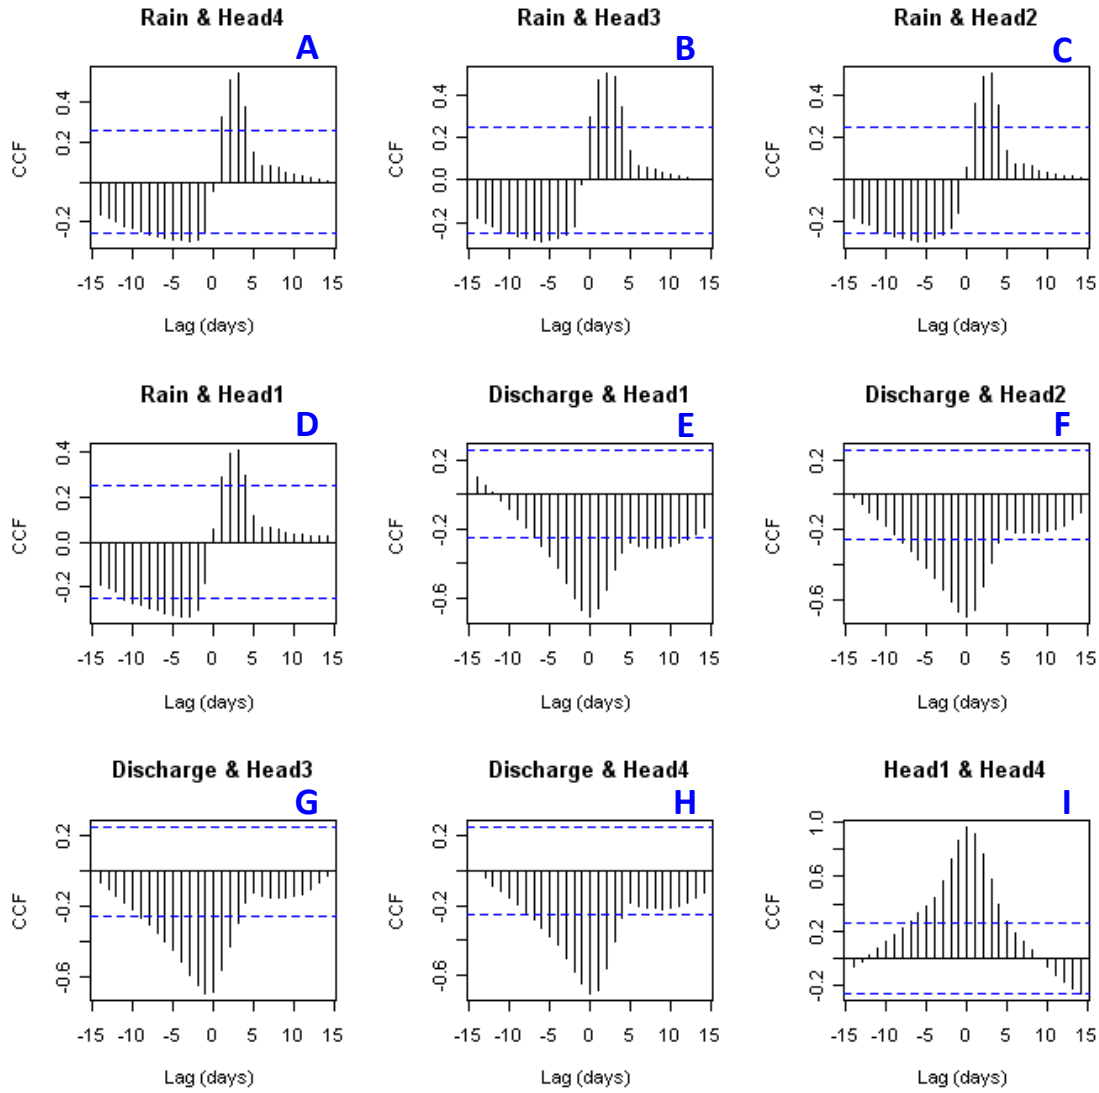 Rain & Head4
A
CCF
0.4
0.2
-0.2
-15 -10 -5 0 5 10 15
Lag (days)
Rain & Head3
B
CCF
0.4
0.2
0.0
-0.2
-15 -10 -5 0 5 10 15
Lag (days)
Rain & Head2
C
CCF
0.4
0.2
0.0
-0.2
-15 -10 -5 0 5 10 15
Lag (days)
Rain & Head1
D
CCF
0.4
0.2
0.0
-0.2
-15 -10 -5 0 5 10 15
Lag (days)
Discharge & Head1
E
CCF
0.2
-0.2
-0.6
-15 -10 -5 0 5 10 15
Lag (days)
Discharge & Head2
F
CCF
0.2
-0.2
-0.6
-15 -10 -5 0 5 10 15
Lag (days)
Discharge & Head3
G
CCF
0.2
-0.2
-0.6
-15 -10 -5 0 5 10 15
Lag (days)
Discharge & Head4
H
CCF
0.2
-0.2
-0.6
-15 -10 -5 0 5 10 15
Lag (days)
Head1 & Head4
I
CCF
1.0
0.6
0.2
-0.2
-15 -10 -5 0 5 10 15
Lag (days)